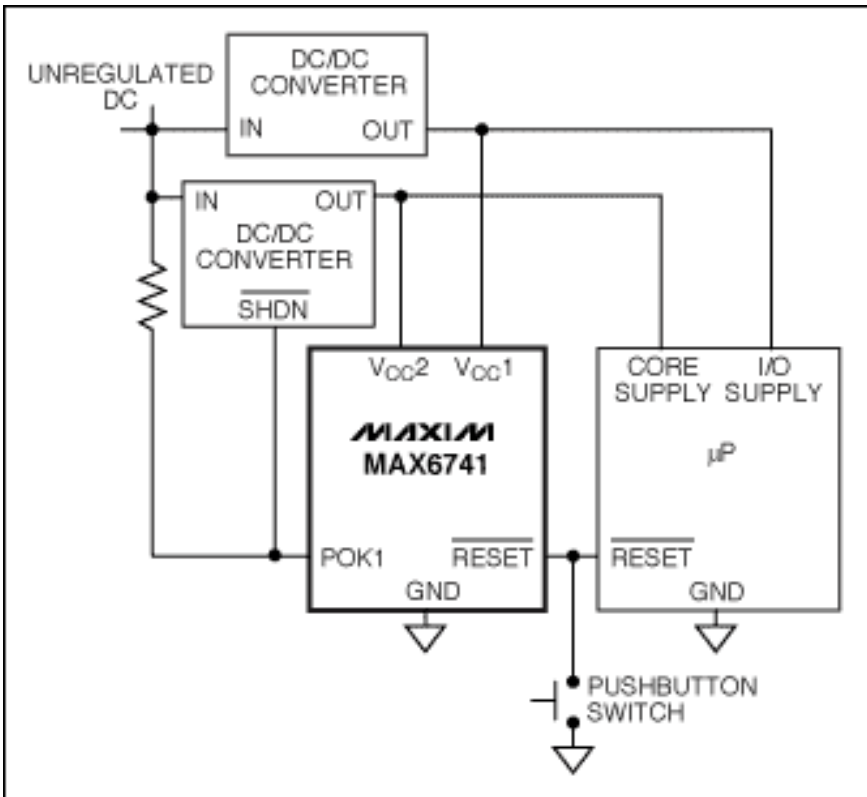 UNREGULATED
DC
DC/DC
CONVERTER
IN
OUT
IN
OUT
DC/DC
CONVERTER
SHDN
VCC2
VCC1
MAXIM
MAX6741
POK1
RESET
GND
CORE
SUPPLY
I/O
SUPPLY
μP
RESET
GND
PUSHBUTTON
SWITCH